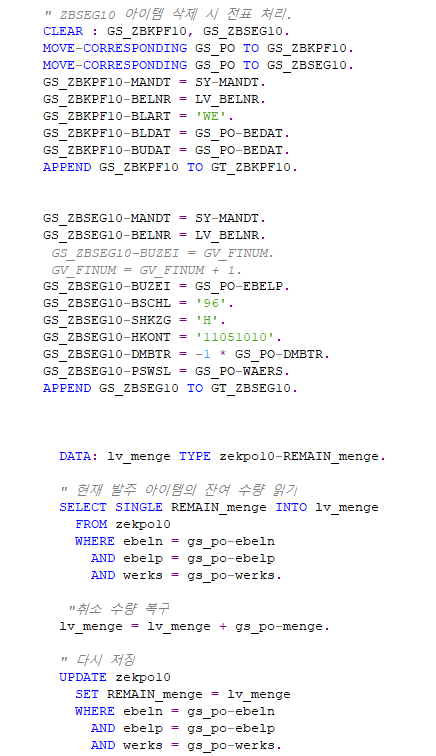 " ZBSEG10 아이템 삭제 시 전표 처리.
CLEAR : GS_ZBKPF10, GS_ZBSEG10.
MOVE-CORRESPONDING GS_PO TO GS_ZBKPF10.
MOVE-CORRESPONDING GS_PO TO GS_ZBSEG10.
GS_ZBKPF10-MANDT = SY-MANDT.
GS_ZBKPF10-BELNR = LV_BELNR.
GS_ZBKPF10-BLART = 'WE'.
GS_ZBKPF10-BLDAT = GS_PO-BEDAT.
GS_ZBKPF10-BUDAT = GS_PO-BEDAT.
APPEND GS_ZBKPF10 TO GT_ZBKPF10.
GS_ZBSEG10-MANDT = SY-MANDT.
GS_ZBSEG10-BELNR = LV_BELNR.
GS_ZBSEG10-BUZEI = GV_FINUM.
GV_FINUM = GV_FINUM + 1.
GS_ZBSEG10-BUZEI = GS_PO-EBELP.
GS_ZBSEG10-BSCHL = '96'.
GS_ZBSEG10-SHKZG = 'H'.
GS_ZBSEG10-HKONT = '11051010'.
GS_ZBSEG10-DMBTR = -1 * GS_PO-DMBTR.
GS_ZBSEG10-PSWSL = GS_PO-WAERS.
APPEND GS_ZBSEG10 TO GT_ZBSEG10.
DATA: lv_menge TYPE zekpo10-REMAIN_menge.
" 현재 발주 아이템의 잔여 수량 읽기
SELECT SINGLE REMAIN_menge INTO lv_menge
FROM zekpo10
WHERE ebeln = gs_po-ebeln
AND ebelp = gs_po-ebelp
AND werks = gs_po-werks.
"취소 수량 복구
lv_menge = lv_menge + gs_po-menge.
" 다시 저장
UPDATE zekpo10
SET REMAIN_menge = lv_menge
WHERE ebeln = gs_po-ebeln
AND ebelp = gs_po-ebelp
AND werks = gs_po-werks.